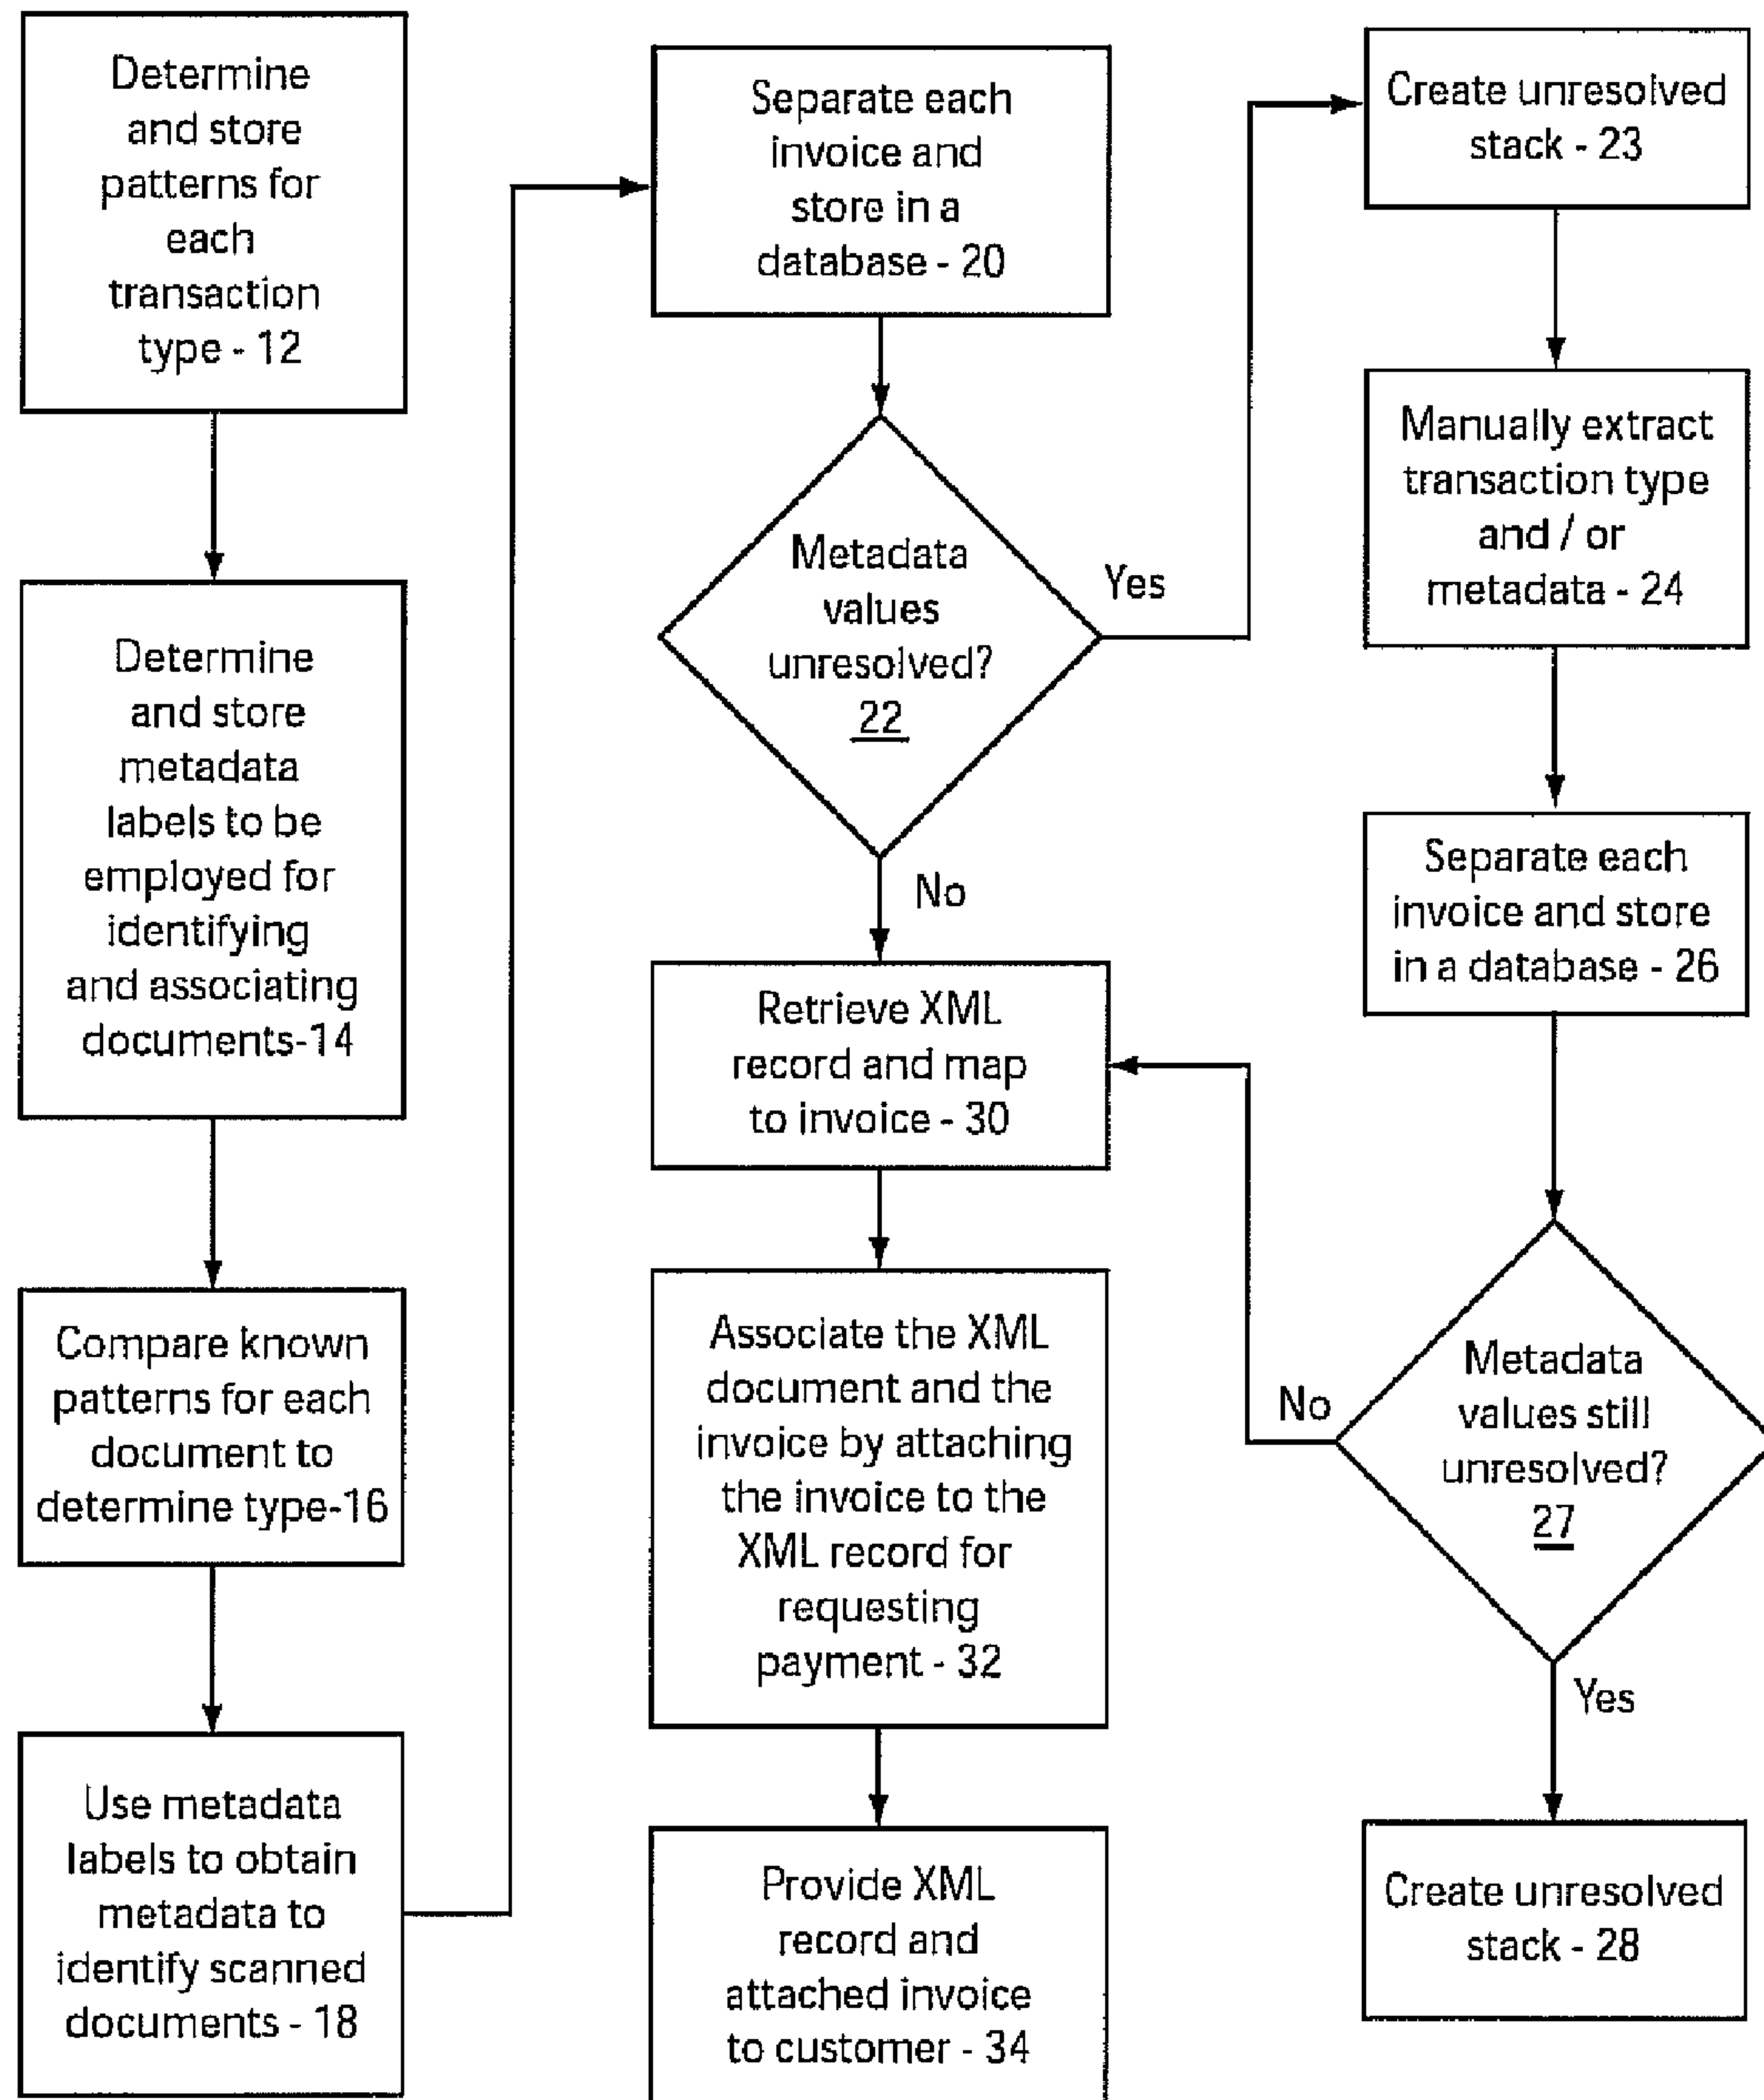 Determine
and store
patterns for
each
transaction
type - 12
Determine
and store
metadata
labels to be
employed for
identifying
and associating
documents-14
Compare known
patterns for each
document to
determine type-16
Use metadata
labels to obtain
metadata to
identify scanned
documents - 18
Separate each
invoice and
store in a
database - 20
Metadata
values
unresolved?
22
Yes
No
Retrieve XML
record and map
to invoice - 30
Associate the XML
document and the
invoice by attaching
the invoice to the
XML record for
requesting
payment - 32
Provide XML
record and
attached invoice
to customer - 34
Create unresolved
stack - 23
Manually extract
transaction type
and / or
metadata - 24
Separate each
invoice and store
in a database - 26
Metadata
values still
unresolved?
27
No
Yes
Create unresolved
stack - 28